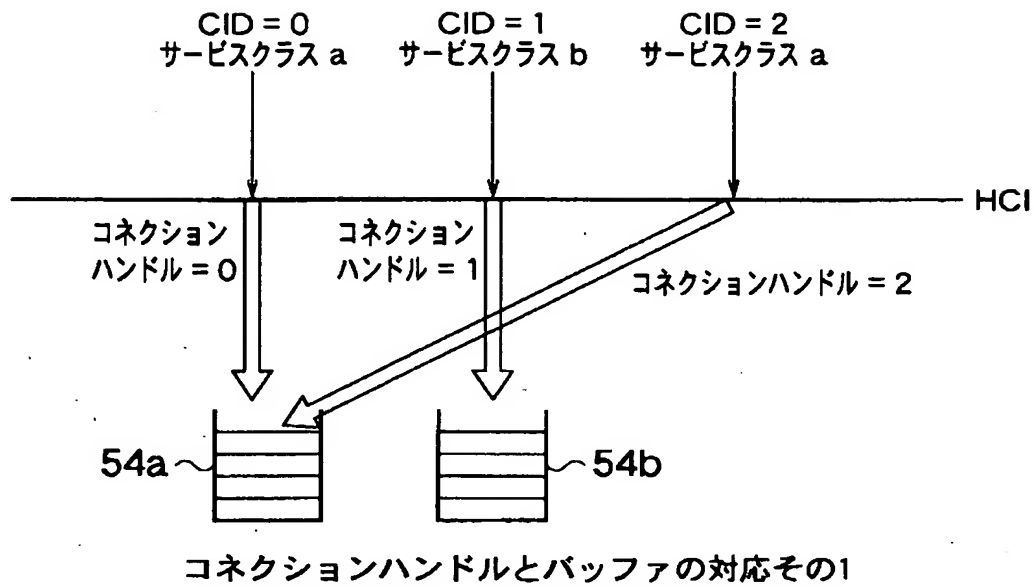 CID = 0
サービスクラス a
CID = 1
サービスクラス b
CID = 2
サービスクラス a
HCI
コネクション
ハンドル = 0
コネクション
ハンドル = 1
コネクションハンドル = 2
54a
54b
コネクションハンドルとバッファの対応その1